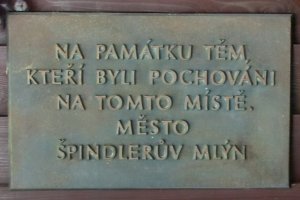 NA PAMÁTKU TĚM,
KTEŘÍ BYLI POCHOVÁNI
NA TOMTO MÍSTĚ.
MĚSTO
ŠPINDLERŮV MLÝN